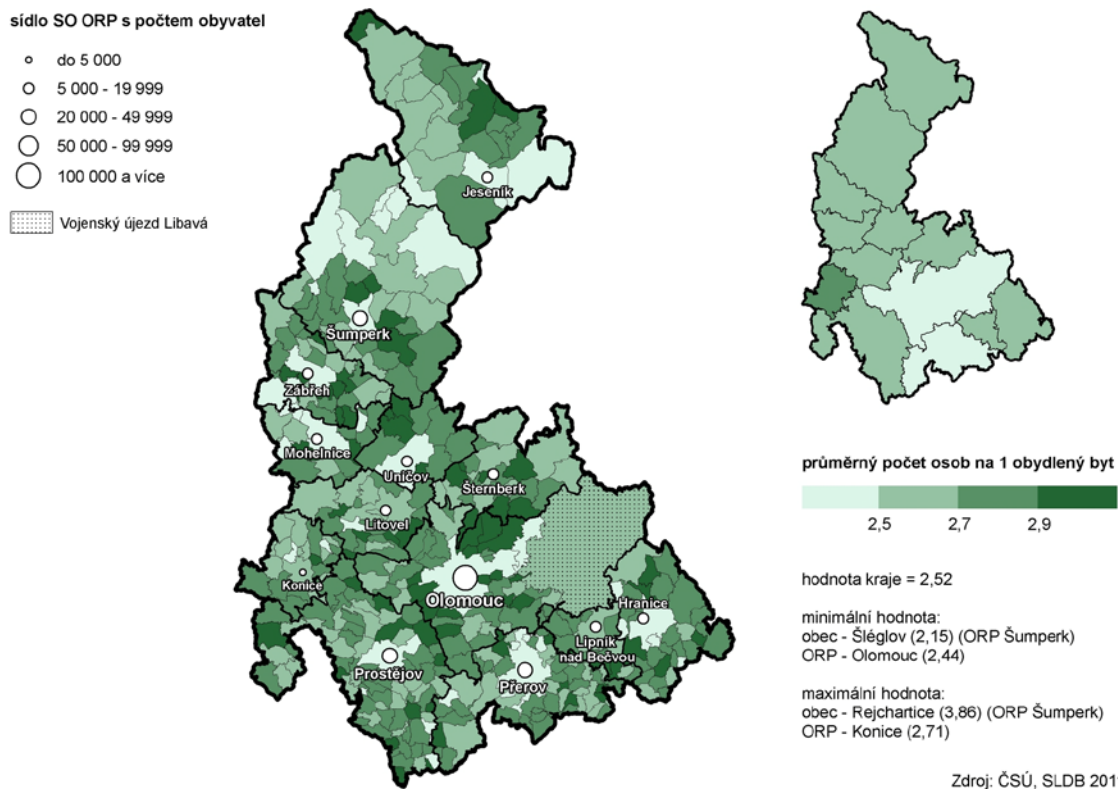 sídlo SO ORP s počtem obyvatel
do 5 000
5 000 - 19 999
20 000 - 49 999
50 000 - 99 999
100 000 a více
Vojenský újezd Libavá
Jeseník
Šumperk
Zábřeh
Mohelnice
Uničov
Šternberk
Litovel
Konice
Olomouc
Hranice
Lipník
nad Bečvou
Prostějov
Přerov
průměrný počet osob na 1 obydlený byt
2,5 2,7 2,9
hodnota kraje = 2,52
minimální hodnota:
obec - Šléglov (2,15) (ORP Šumperk)
ORP - Olomouc (2,44)
maximální hodnota:
obec - Rejchartice (3,86) (ORP Šumperk)
ORP - Konice (2,71)
Zdroj: ČSÚ, SLDB